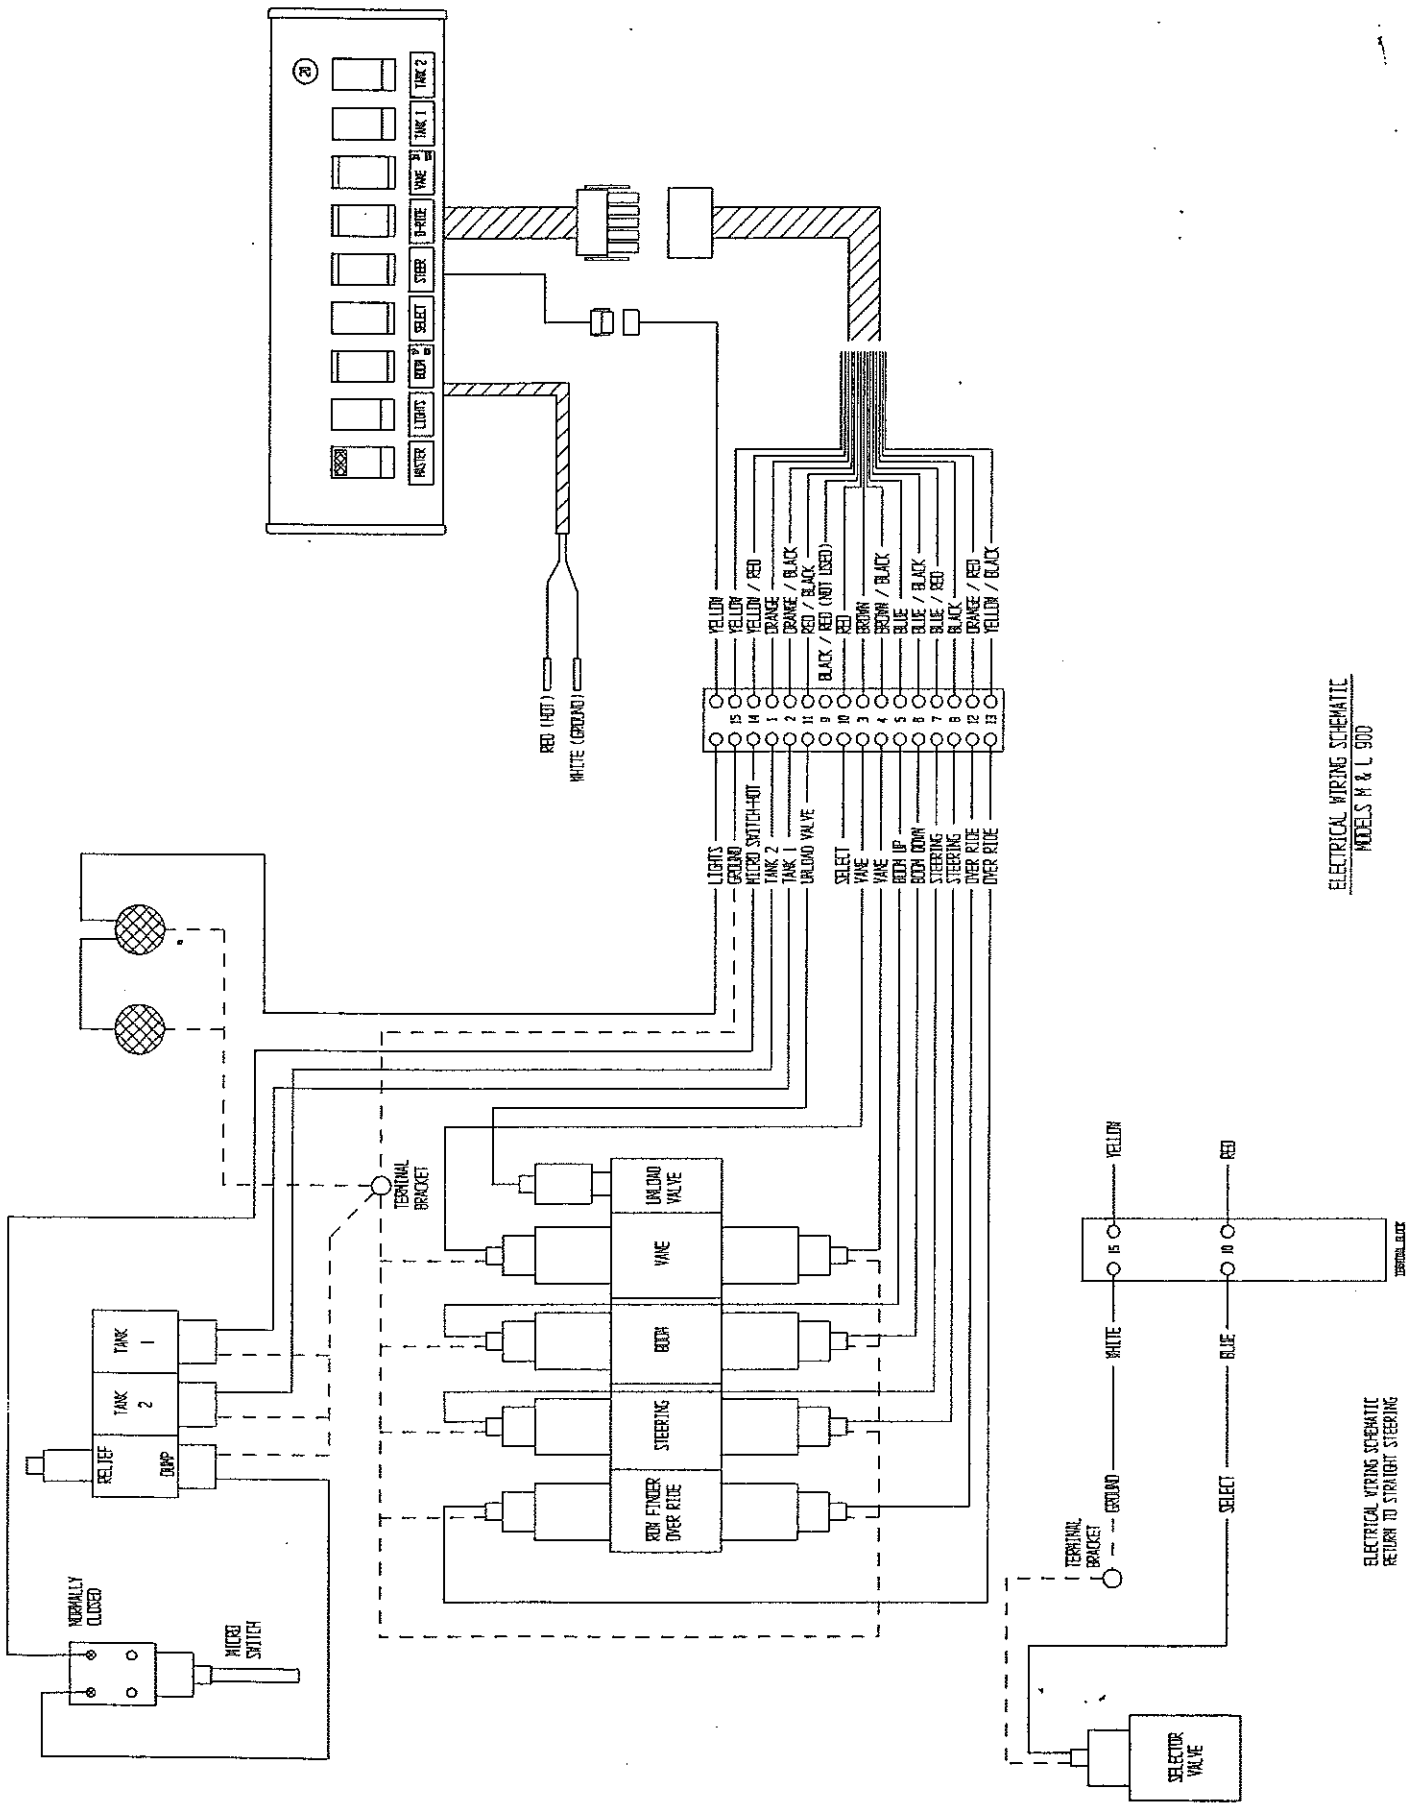 20
MASTER
LIGHTS
BOOM UP DN
SELECT
STEER
O-RIDE
VANE
TANK 1
TANK 2
RED (HOT)
WHITE (GROUND)
YELLOW
YELLOW
YELLOW / RED
ORANGE
ORANGE / BLACK
RED / BLACK
BLACK / RED (NOT USED)
RED
BROWN
BROWN / BLACK
BLUE
BLUE / BLACK
BLUE / RED
BLACK
ORANGE / RED
YELLOW / BLACK
15
14
1
2
11
9
10
3
4
5
6
7
8
12
13
LIGHTS
GROUND
MICRO SWITCH-HOT
TANK 2
TANK 1
UNLOAD VALVE
SELECT
VANE
VANE
BOOM UP
BOOM DOWN
STEERING
STEERING
OVER RIDE
OVER RIDE
TERMINAL
BRACKET
NORMALLY
CLOSED
MICRO
SWITCH
RELIEF
DUMP
TANK
2
TANK
1
ROW FINDER
OVER RIDE
STEERING
BOOM
VANE
UNLOAD
VALVE
SELECTOR
VALVE
TERMINAL
BRACKET
GROUND
WHITE
15
YELLOW
SELECT
BLUE
10
RED
TERMINAL BLOCK
ELECTRICAL WIRING SCHEMATIC
RETURN TO STRAIGHT STEERING
ELECTRICAL WIRING SCHEMATIC
MODELS M & L 900